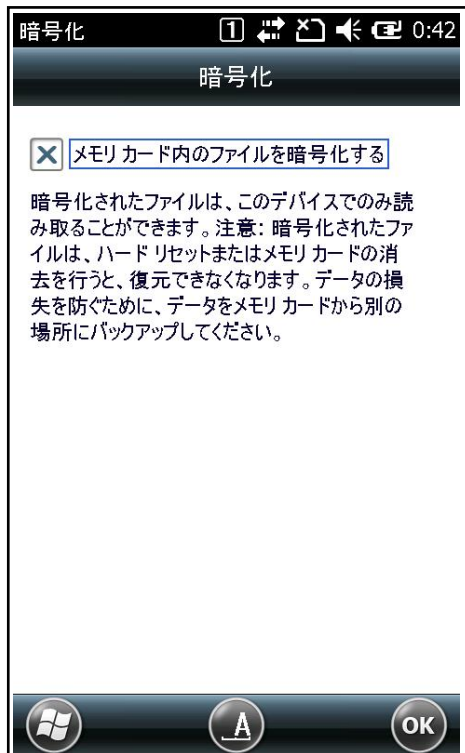 暗号化 1 0:42
暗号化
メモリ カード内のファイルを暗号化する
暗号化されたファイルは、このデバイスでのみ読
み取ることができます。注意: 暗号化されたファ
イルは、ハード リセットまたはメモリ カードの消
去を行うと、復元できなくなります。データの損
失を防ぐために、データをメモリ カードから別の
場所にバックアップしてください。
A OK